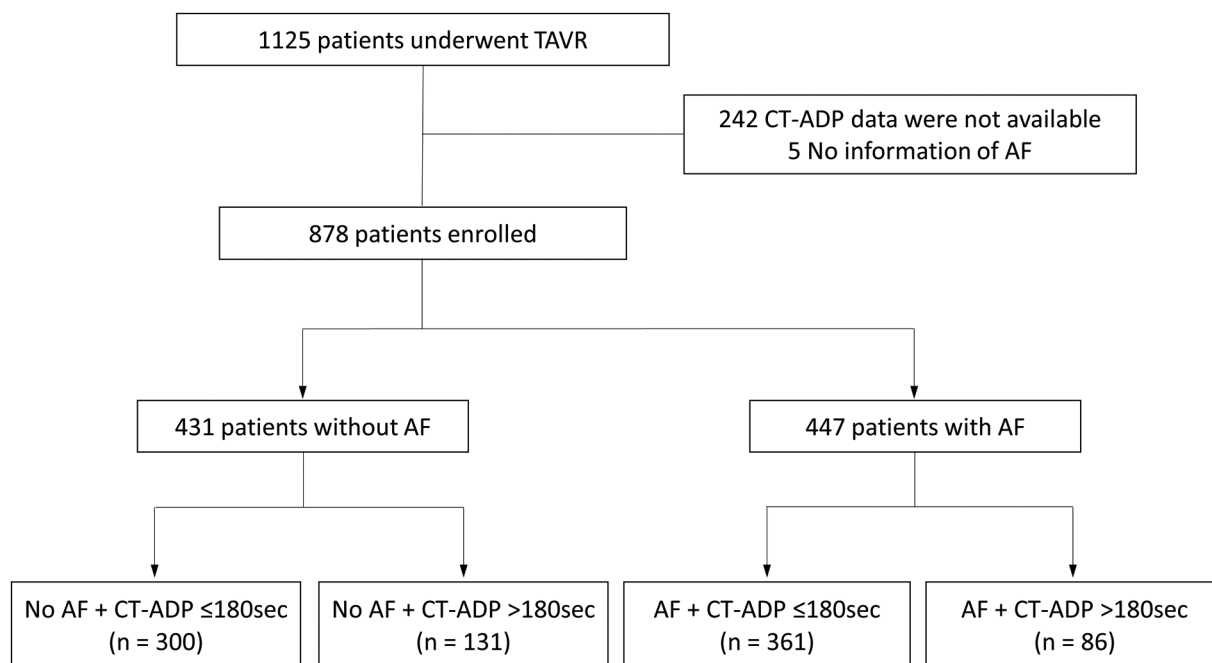 1125 patients underwent TAVR
242 CT-ADP data were not available
5 No information of AF
878 patients enrolled
431 patients without AF
447 patients with AF
No AF + CT-ADP ≤180sec
(n = 300)
No AF + CT-ADP >180sec
(n = 131)
AF + CT-ADP ≤180sec
(n = 361)
AF + CT-ADP >180sec
(n = 86)